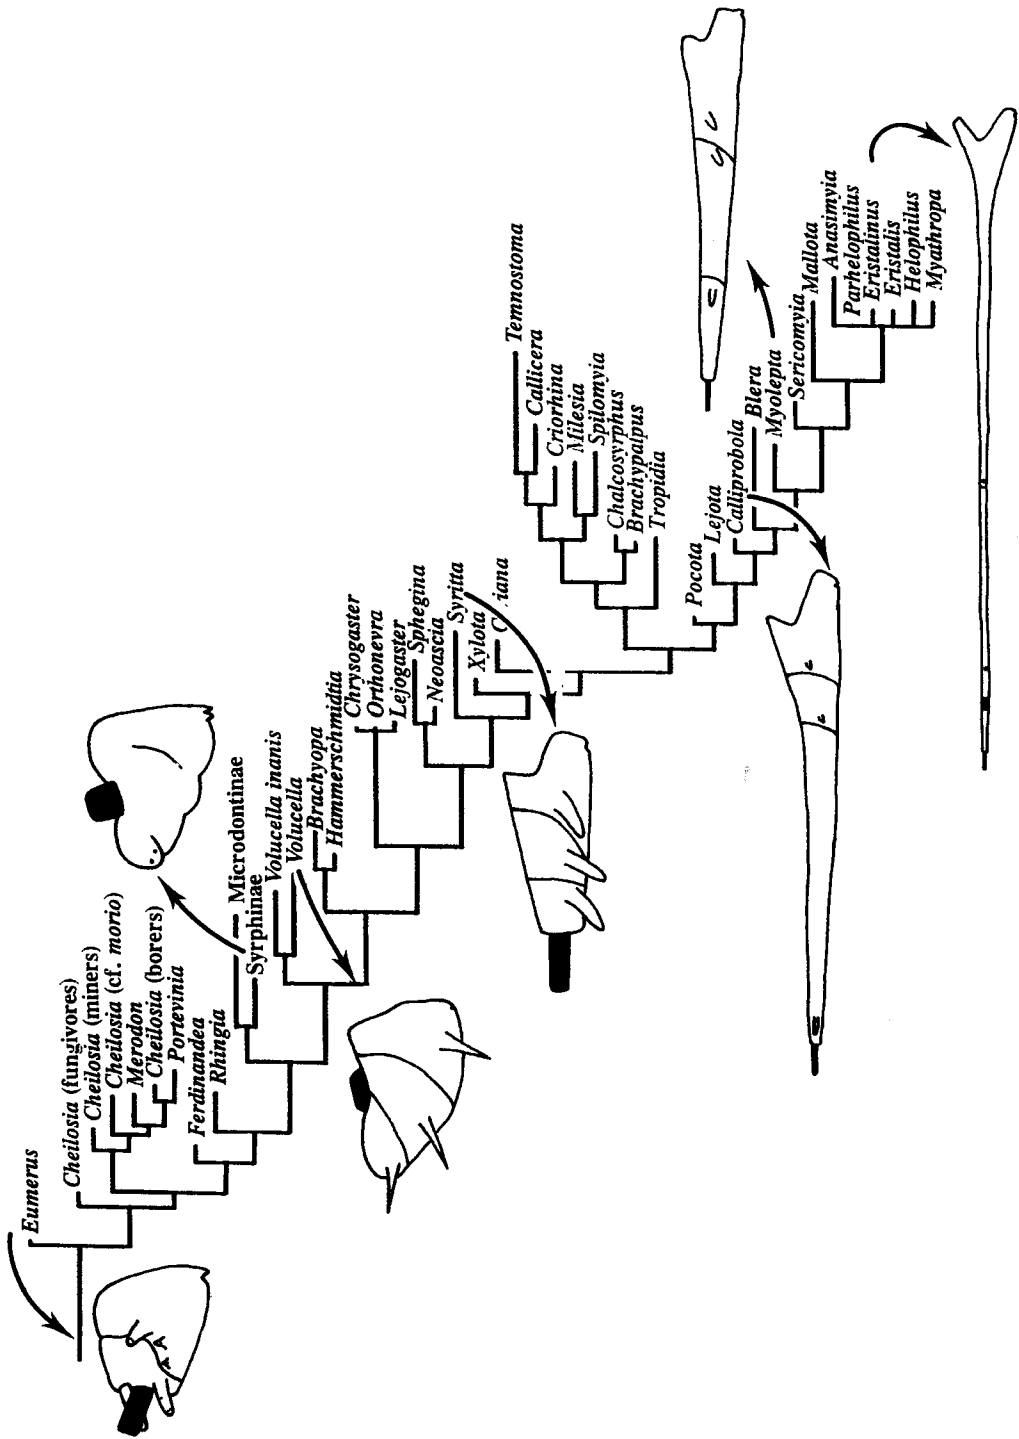 Eumerus
Cheilosia (fungivores)
Cheilosia (miners)
Cheilosia (cf. morio)
Merodon
Cheilosia (borers)
Portevinia
Ferdinandea
Rhingia
Microdontinae
Syrphinae
Volucella inanis
Volucella
Brachyopa
Hammerschmidtia
Chrysogaster
Orthonevra
Lejogaster
Sphegina
Neoascia
Syritta
Xylota
Temnostoma
Callicera
Criorhina
Milesia
Spilomyia
Chalcosyrphus
Brachypalpus
Tropidia
Pocota
Lejota
Calliprobola
Blera
Myolepta
Sericomyia
Mallota
Anasimyia
Parhelophilus
Eristalinus
Eristalis
Helophilus
Myathropa